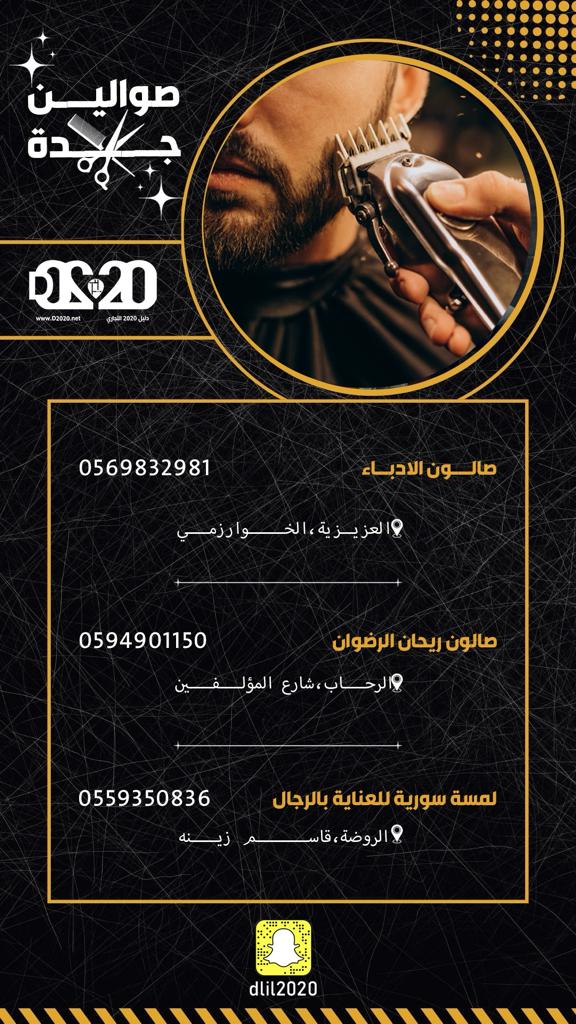 صوالين
جدة
D2020
www.D2020.net دليل 2020 التجاري
صالون الادباء 0569832981
العزيزية،الخوارزمي
صالون ريحان الرضوان 0594901150
الرحاب،شارع المؤلفين
لمسة سورية للعناية بالرجال 0559350836
الروضة،قاسم زينه
dlil2020